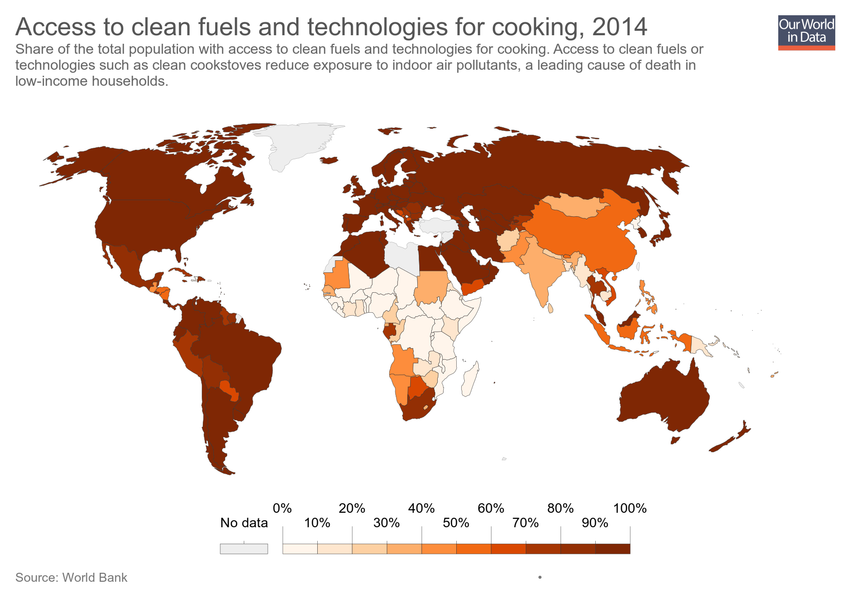 Access to clean fuels and technologies for cooking, 2014
Our World
in Data
Share of the total population with access to clean fuels and technologies for cooking. Access to clean fuels or
technologies such as clean cookstoves reduce exposure to indoor air pollutants, a leading cause of death in
low-income households.
0% 20% 40% 60% 80% 100%
No data 10% 30% 50% 70% 90%
Source: World Bank